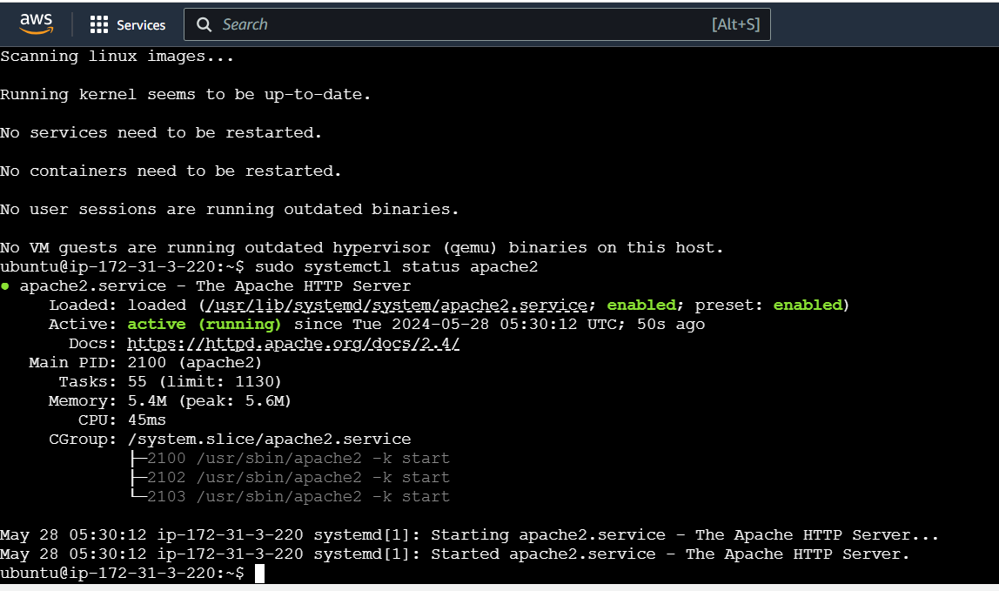 aws
Services
Search [Alt+S]
Scanning linux images...
Running kernel seems to be up-to-date.
No services need to be restarted.
No containers need to be restarted.
No user sessions are running outdated binaries.
No VM guests are running outdated hypervisor (qemu) binaries on this host.
ubuntu@ip-172-31-3-220:~$ sudo systemctl status apache2
● apache2.service - The Apache HTTP Server
     Loaded: loaded (/usr/lib/systemd/system/apache2.service; enabled; preset: enabled)
     Active: active (running) since Tue 2024-05-28 05:30:12 UTC; 50s ago
       Docs: https://httpd.apache.org/docs/2.4/
   Main PID: 2100 (apache2)
      Tasks: 55 (limit: 1130)
     Memory: 5.4M (peak: 5.6M)
        CPU: 45ms
     CGroup: /system.slice/apache2.service
             ├─2100 /usr/sbin/apache2 -k start
             ├─2102 /usr/sbin/apache2 -k start
             └─2103 /usr/sbin/apache2 -k start
May 28 05:30:12 ip-172-31-3-220 systemd[1]: Starting apache2.service - The Apache HTTP Server...
May 28 05:30:12 ip-172-31-3-220 systemd[1]: Started apache2.service - The Apache HTTP Server.
ubuntu@ip-172-31-3-220:~$